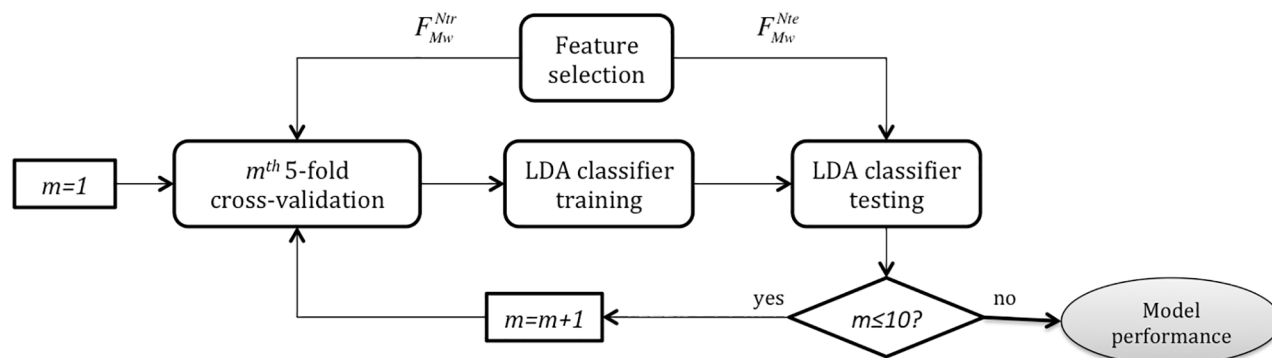 F_{Mw}^{Ntr}
Feature
selection
F_{Mw}^{Nte}
m=1
m^{th} 5-fold
cross-validation
LDA classifier
training
LDA classifier
testing
m=m+1
yes
m≤10?
no
Model
performance